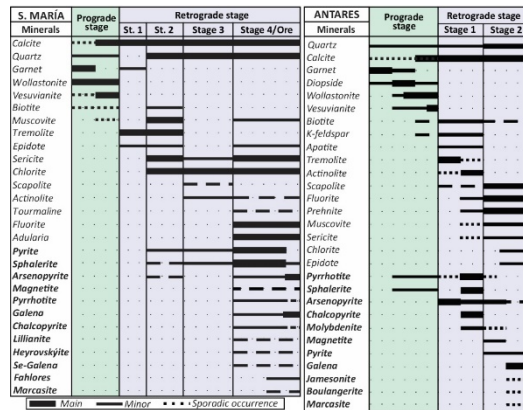 S. MARÍA
Prograde stage
Retrograde stage
Minerals
St. 1
St. 2
Stage 3
Stage 4/Ore
Calcite
Quartz
Garnet
Wollastonite
Vesuvianite
Biotite
Muscovite
Tremolite
Epidote
Sericite
Chlorite
Scapolite
Actinolite
Tourmaline
Fluorite
Adularia
Pyrite
Sphalerite
Arsenopyrite
Magnetite
Pyrrhotite
Galena
Chalcopyrite
Lillianite
Heyrovskýite
Se-Galena
Fahlores
Marcasite
Main
Minor
Sporadic occurrence
ANTARES
Prograde stage
Retrograde stage
Minerals
Stage 1
Stage 2
Quartz
Calcite
Garnet
Diopside
Wollastonite
Vesuvianite
Biotite
K-feldspar
Apatite
Tremolite
Actinolite
Scapolite
Fluorite
Prehnite
Muscovite
Sericite
Chlorite
Epidote
Pyrrhotite
Sphalerite
Arsenopyrite
Chalcopyrite
Molybdenite
Magnetite
Pyrite
Galena
Jamesonite
Boulangerite
Marcasite